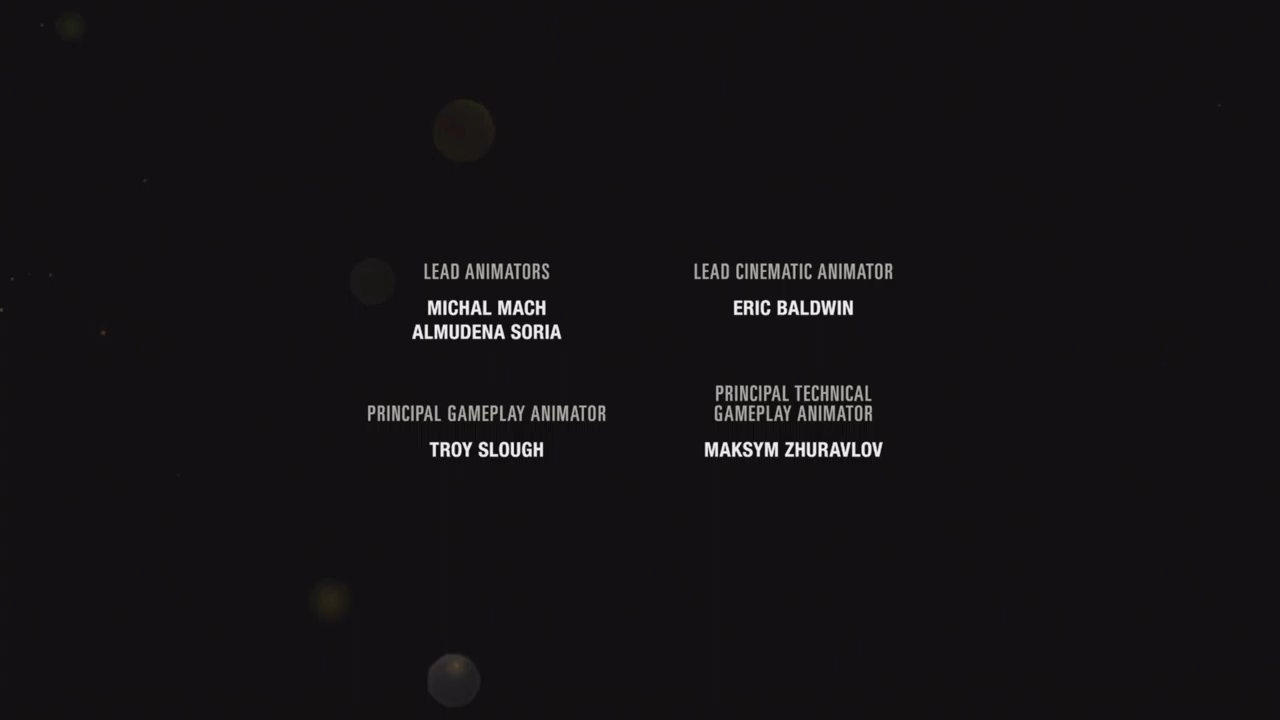 LEAD ANIMATORS
MICHAL MACH
ALMUDENA SORIA
LEAD CINEMATIC ANIMATOR
ERIC BALDWIN
PRINCIPAL GAMEPLAY ANIMATOR
TROY SLOUGH
PRINCIPAL TECHNICAL
GAMEPLAY ANIMATOR
MAKSYM ZHURAVLOV